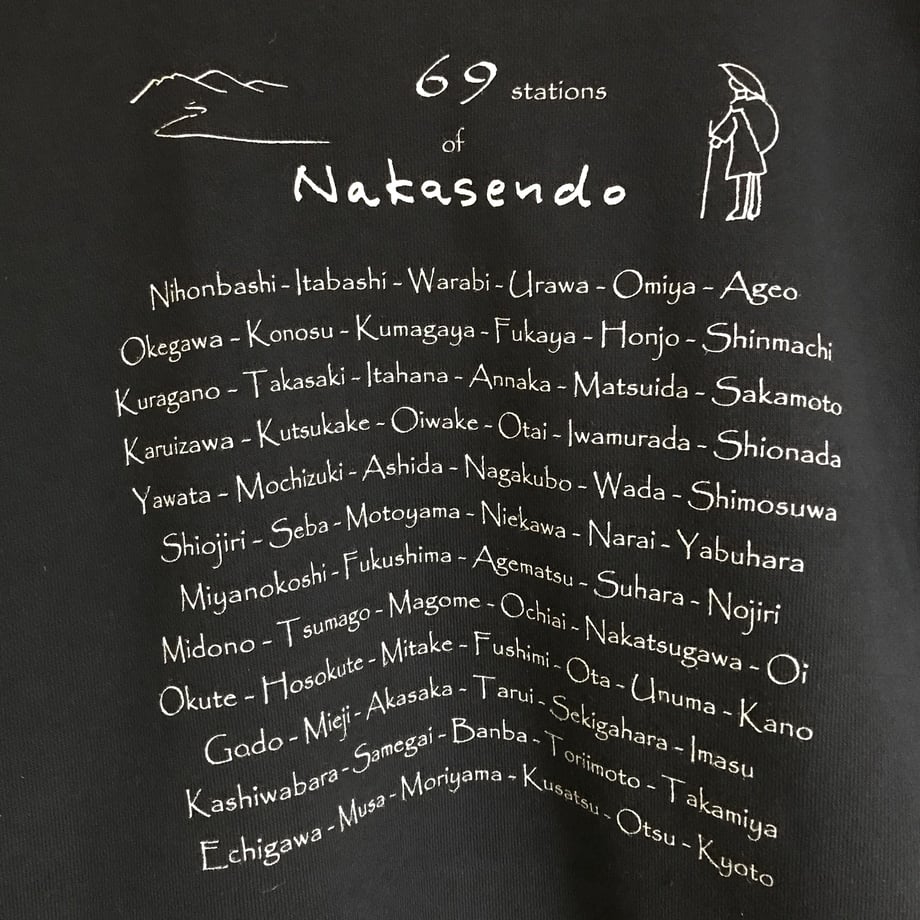 69 stations
of
Nakasendo
Nihonbashi - Itabashi - Warabi - Urawa - Omiya - Ageo
Okegawa - Konosu - Kumagaya - Fukaya - Honjo - Shinmachi
Kuragano - Takasaki - Itahana - Annaka - Matsuida - Sakamoto
Karuizawa - Kutsukake - Oiwake - Otai - Iwamurada - Shionada
Yawata - Mochizuki - Ashida - Nagakubo - Wada - Shimosuwa
Shiojiri - Seba - Motoyama - Niekawa - Narai - Yabuhara
Miyanokoshi - Fukushima - Agematsu - Suhara - Nojiri
Midono - Tsumago - Magome - Ochiai - Nakatsugawa - Oi
Okute - Hosokute - Mitake - Fushimi - Ota - Unuma - Kano
Godo - Mieji - Akasaka - Tarui - Sekigahara - Imasu
Kashiwabara - Samegai - Banba - Toriimoto - Takamiya
Echigawa - Musa - Moriyama - Kusatsu - Otsu - Kyoto